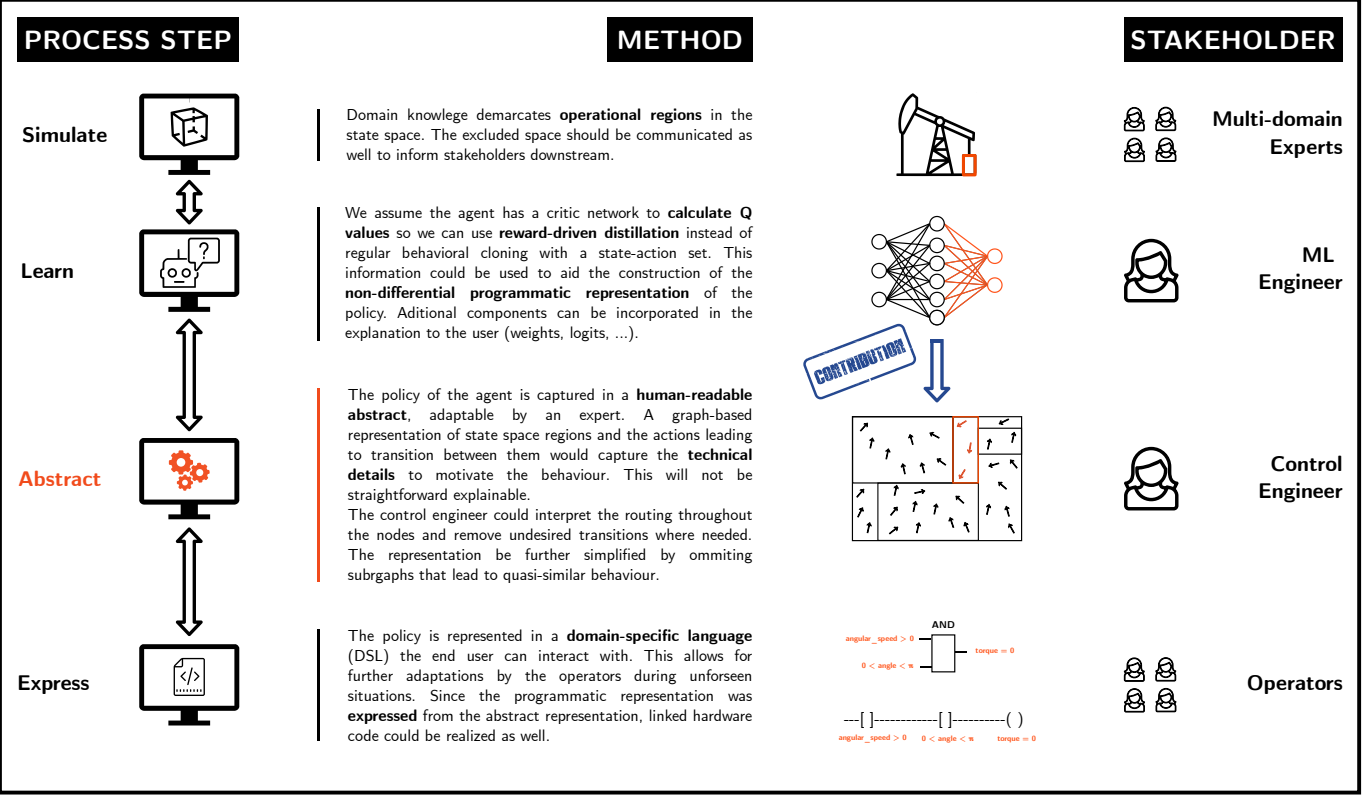 PROCESS STEP
METHOD
STAKEHOLDER
Simulate
Domain knowlege demarcates operational regions in the
state space. The excluded space should be communicated as
well to inform stakeholders downstream.
Multi-domain
Experts
Learn
?
We assume the agent has a critic network to calculate Q
values so we can use reward-driven distillation instead of
regular behavioral cloning with a state-action set. This
information could be used to aid the construction of the
non-differential programmatic representation of the
policy. Aditional components can be incorporated in the
explanation to the user (weights, logits, ...).
ML
Engineer
CONTRIBUTION
Abstract
The policy of the agent is captured in a human-readable
abstract, adaptable by an expert. A graph-based
representation of state space regions and the actions leading
to transition between them would capture the technical
details to motivate the behaviour. This will not be
straightforward explainable.
The control engineer could interpret the routing throughout
the nodes and remove undesired transitions where needed.
The representation be further simplified by ommiting
subrgaphs that lead to quasi-similar behaviour.
Control
Engineer
Express
</>
The policy is represented in a domain-specific language
(DSL) the end user can interact with. This allows for
further adaptations by the operators during unforseen
situations. Since the programmatic representation was
expressed from the abstract representation, linked hardware
code could be realized as well.
AND
angular_speed > 0
0 < angle < π
torque = 0
---[ ]------------[ ]----------( )
angular_speed > 0 0 < angle < π torque = 0
Operators